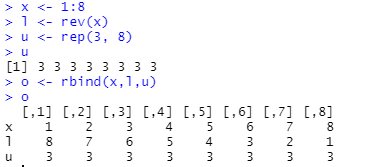 > x <- 1:8
> l <- rev(x)
> u <- rep(3, 8)
> u
[1] 3 3 3 3 3 3 3 3
> o <- rbind(x,l,u)
> o
  [,1] [,2] [,3] [,4] [,5] [,6] [,7] [,8]
x    1    2    3    4    5    6    7    8
l    8    7    6    5    4    3    2    1
u    3    3    3    3    3    3    3    3